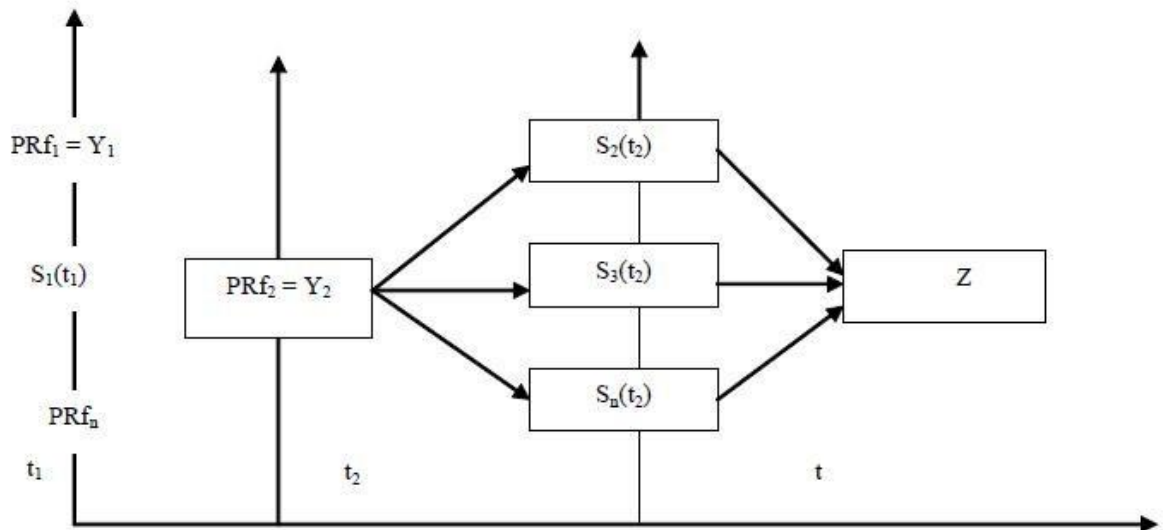 PRf₁ = Y₁
S₁(t₁)
PRfₙ
t₁
PRf₂ = Y₂
t₂
S₂(t₂)
S₃(t₂)
Sₙ(t₂)
Z
t